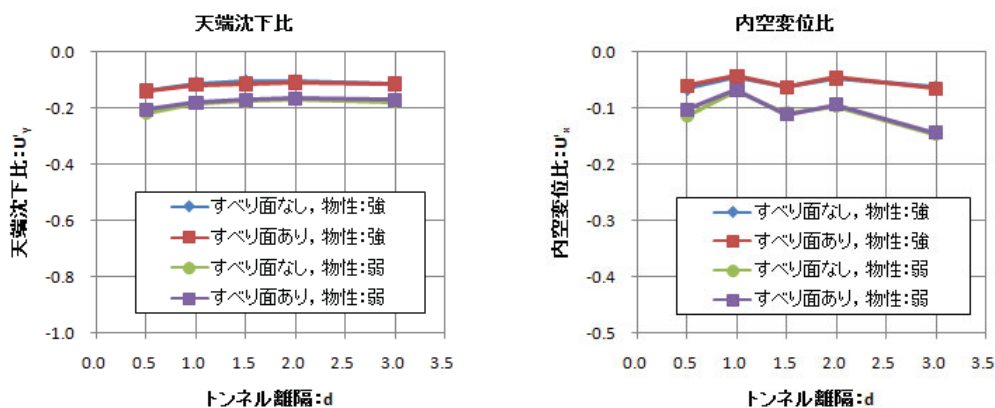 天端沈下比
0.0
-0.2
-0.4
-0.6
-0.8
-1.0
天端沈下比:U'y
すべり面なし, 物性:強
すべり面あり, 物性:強
すべり面なし, 物性:弱
すべり面あり, 物性:弱
0.0 0.5 1.0 1.5 2.0 2.5 3.0 3.5
トンネル離隔:d
内空変位比
0.0
-0.1
-0.2
-0.3
-0.4
-0.5
内空変位比:U'x
すべり面なし, 物性:強
すべり面あり, 物性:強
すべり面なし, 物性:弱
すべり面あり, 物性:弱
0.0 0.5 1.0 1.5 2.0 2.5 3.0 3.5
トンネル離隔:d